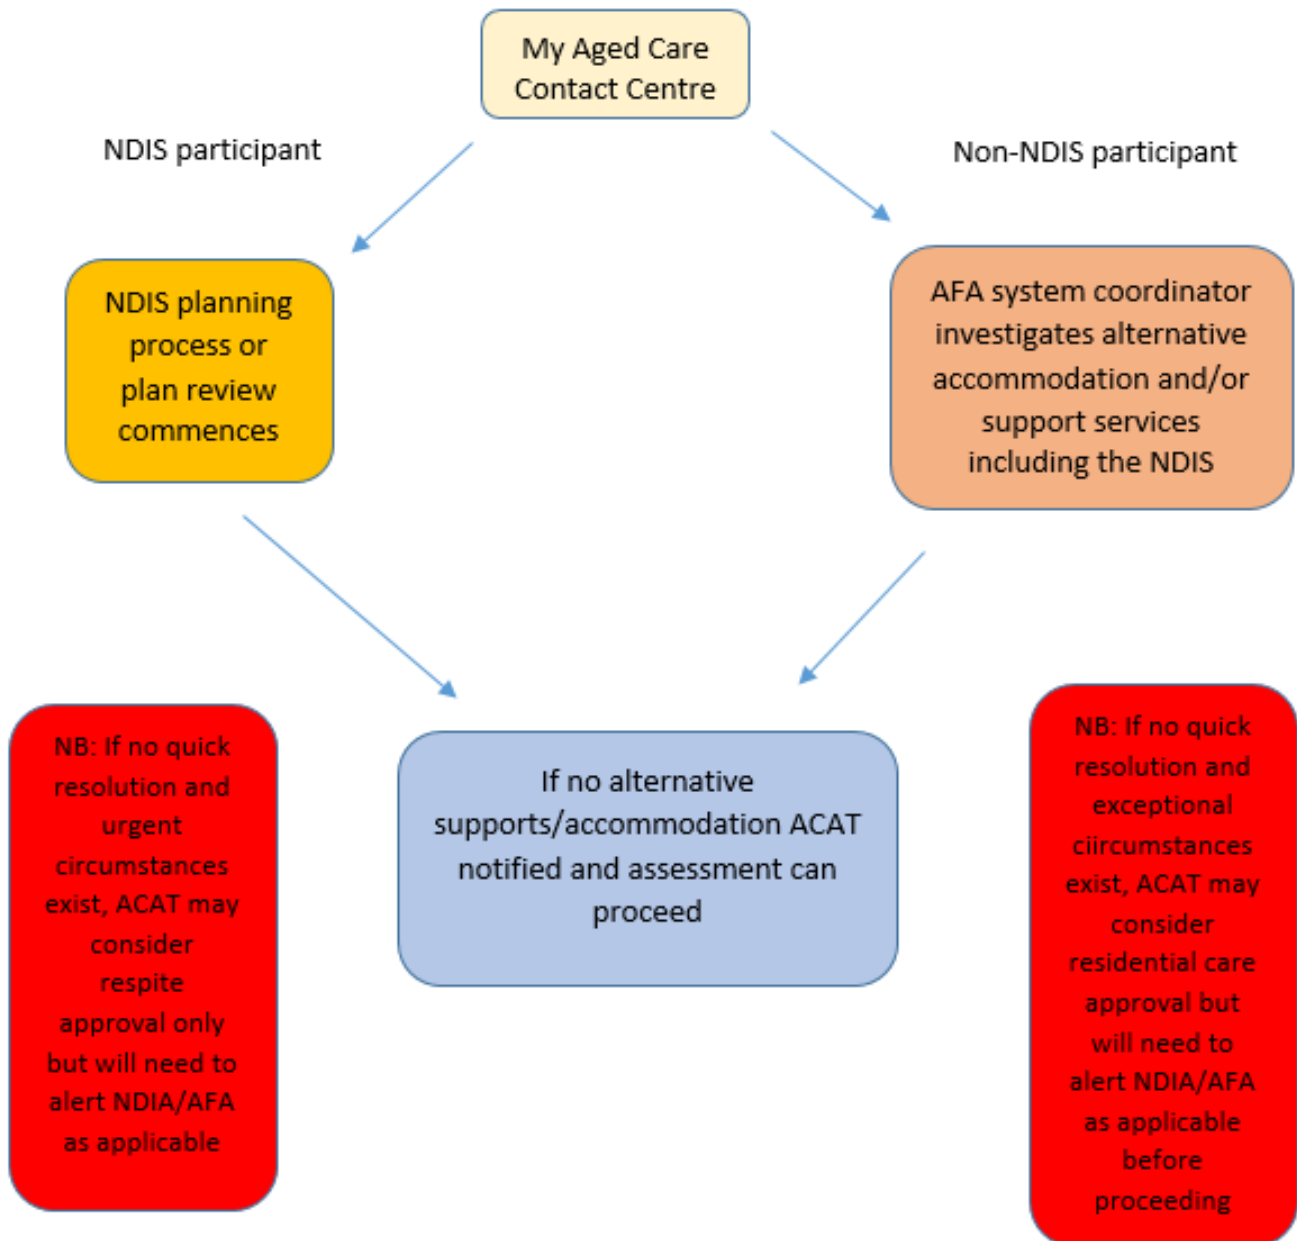 My Aged Care
Contact Centre
NDIS participant
Non-NDIS participant
NDIS planning
process or
plan review
commences
AFA system coordinator
investigates alternative
accommodation and/or
support services
including the NDIS
NB: If no quick
resolution and
urgent
circumstances
exist, ACAT may
consider
respite
approval only
but will need to
alert NDIA/AFA
as applicable
If no alternative
supports/accommodation ACAT
notified and assessment can
proceed
NB: If no quick
resolution and
exceptional
ciircumstances
exist, ACAT may
consider
residential care
approval but
will need to
alert NDIA/AFA
as applicable
before
proceeding